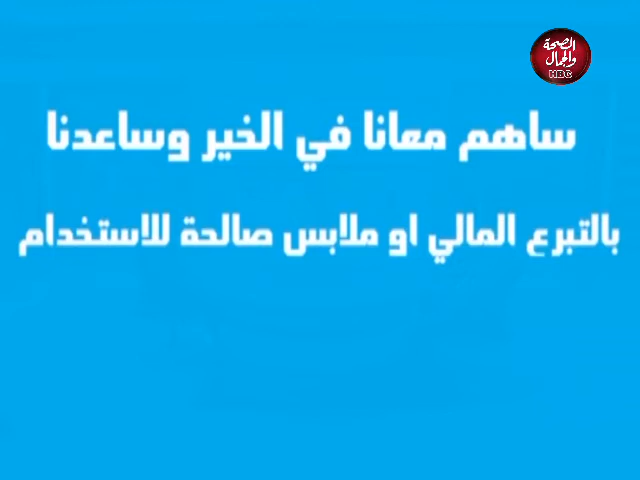 الصحة
والجمال
HBC
ساهم معانا في الخير وساعدنا
بالتبرع المالي او ملابس صالحة للاستخدام